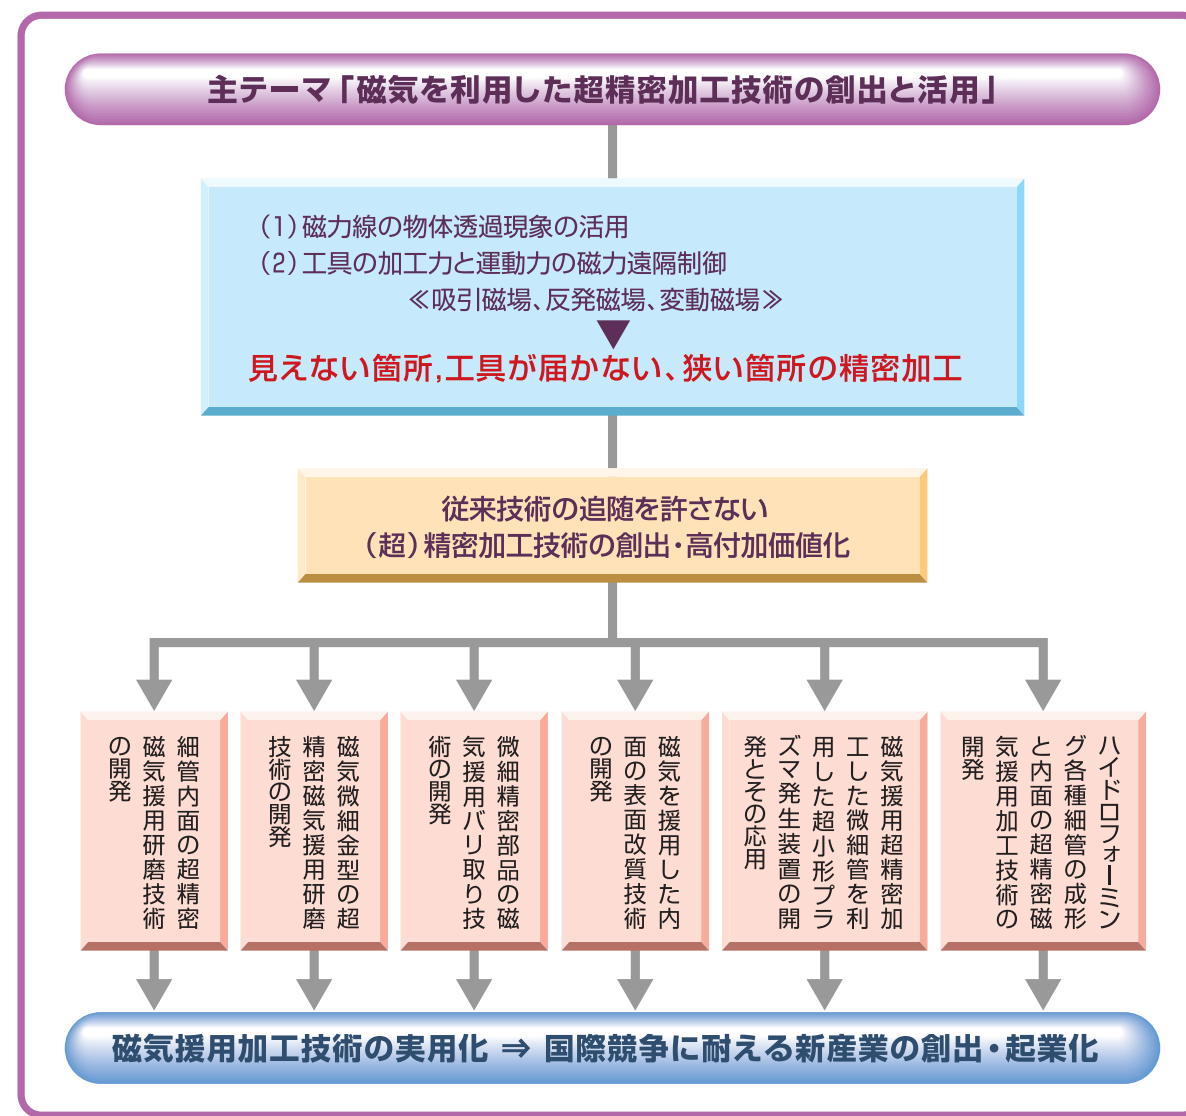 主テーマ「磁気を利用した超精密加工技術の創出と活用」
（1）磁力線の物体透過現象の活用
（2）工具の加工力と運動力の磁力遠隔制御
≪吸引磁場、反発磁場、変動磁場≫
見えない箇所,工具が届かない、狭い箇所の精密加工
従来技術の追随を許さない
（超）精密加工技術の創出・高付加価値化
細管内面の超精密
磁気援用研磨技術
の開発
磁気微細金型の超
精密磁気援用研磨
技術の開発
微細精密部品の磁
気援用バリ取り技
術の開発
磁気を援用した内
面の表面改質技術
の開発
磁気援用超精密加
工した微細管を利
用した超小形プラ
ズマ発生装置の開
発とその応用
ハイドロフォーミン
グ各種細管の成形
と内面の超精密磁
気援用加工技術の
開発
磁気援用加工技術の実用化 ⇒ 国際競争に耐える新産業の創出・起業化